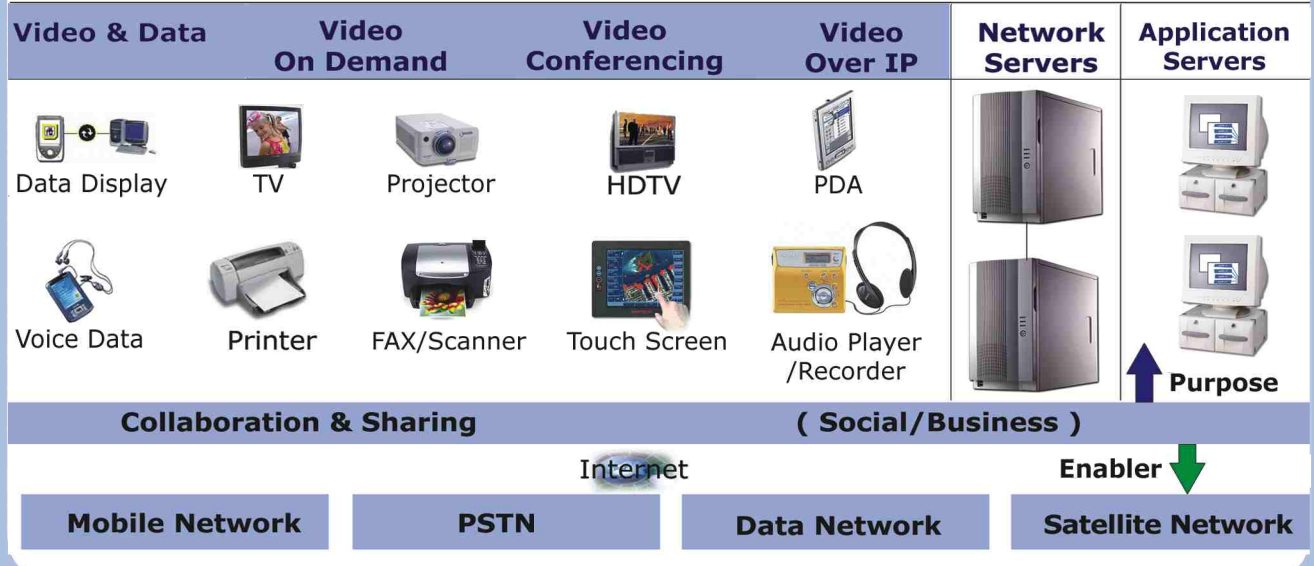 Video & Data
Video
On Demand
Video
Conferencing
Video
Over IP
Network
Servers
Application
Servers
Data Display
TV
Projector
HDTV
PDA
Voice Data
Printer
FAX/Scanner
Touch Screen
Audio Player
/Recorder
Purpose
Collaboration & Sharing
( Social/Business )
Internet
Enabler
Mobile Network
PSTN
Data Network
Satellite Network